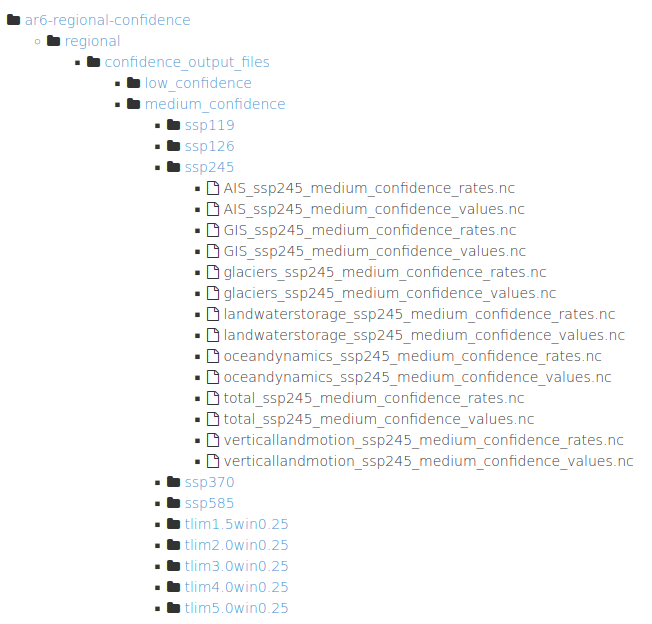 ar6-regional-confidence
regional
confidence_output_files
low_confidence
medium_confidence
ssp119
ssp126
ssp245
AIS_ssp245_medium_confidence_rates.nc
AIS_ssp245_medium_confidence_values.nc
GIS_ssp245_medium_confidence_rates.nc
GIS_ssp245_medium_confidence_values.nc
glaciers_ssp245_medium_confidence_rates.nc
glaciers_ssp245_medium_confidence_values.nc
landwaterstorage_ssp245_medium_confidence_rates.nc
landwaterstorage_ssp245_medium_confidence_values.nc
oceandynamics_ssp245_medium_confidence_rates.nc
oceandynamics_ssp245_medium_confidence_values.nc
total_ssp245_medium_confidence_rates.nc
total_ssp245_medium_confidence_values.nc
verticallandmotion_ssp245_medium_confidence_rates.nc
verticallandmotion_ssp245_medium_confidence_values.nc
ssp370
ssp585
tlim1.5win0.25
tlim2.0win0.25
tlim3.0win0.25
tlim4.0win0.25
tlim5.0win0.25